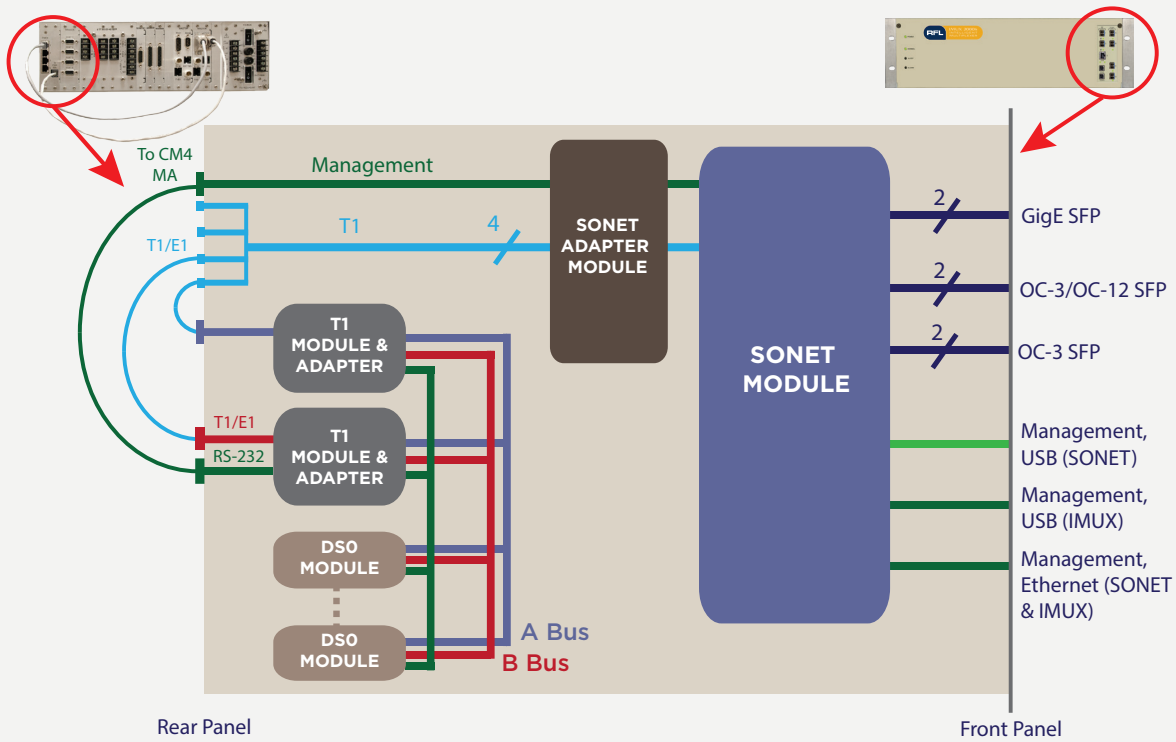 RFL
To CM4
MA
Management
T1/E1
T1
4
SONET
ADAPTER
MODULE
SONET
MODULE
2
GigE SFP
2
OC-3/OC-12 SFP
2
OC-3 SFP
T1
MODULE &
ADAPTER
T1/E1
RS-232
T1
MODULE &
ADAPTER
Management,
USB (SONET)
Management,
USB (IMUX)
Management,
Ethernet (SONET
& IMUX)
DS0
MODULE
DS0
MODULE
A Bus
B Bus
Rear Panel
Front Panel